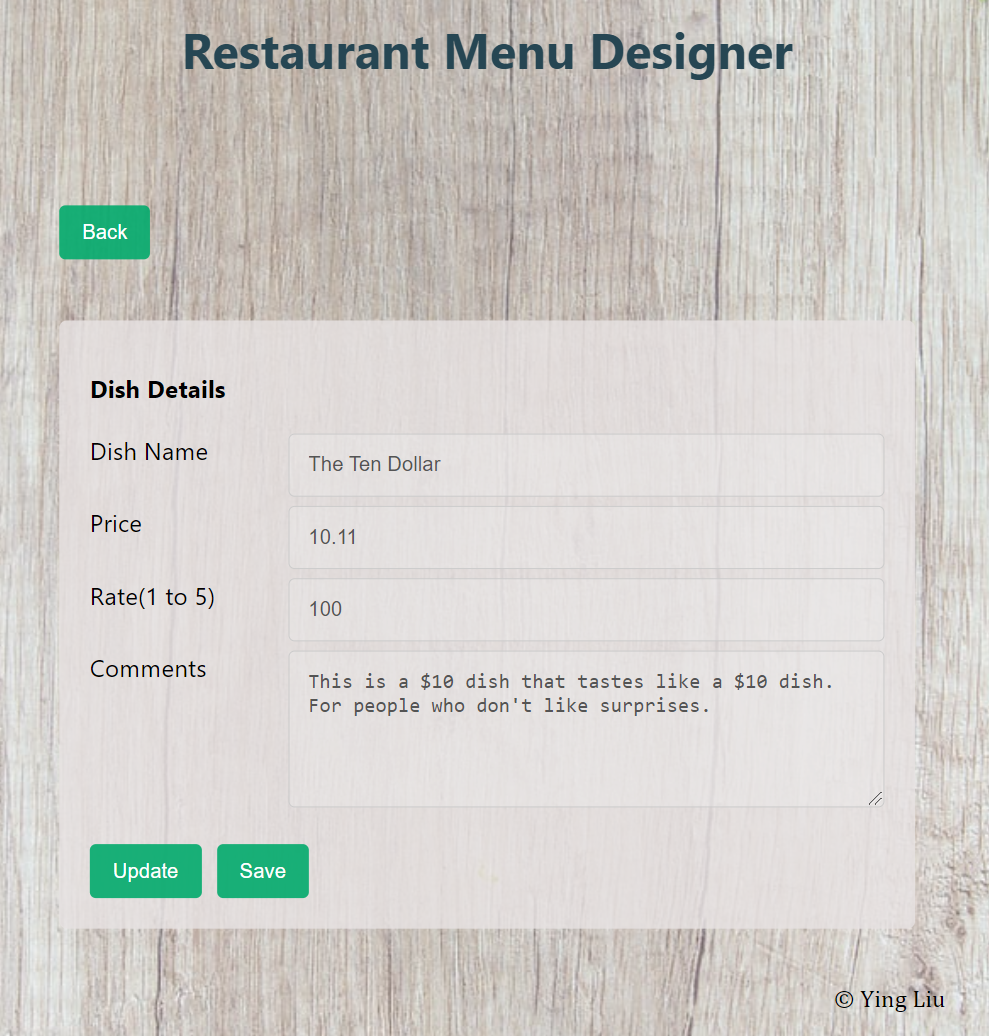 Restaurant Menu Designer
Back
Dish Details
Dish Name
The Ten Dollar
Price
10.11
Rate(1 to 5)
100
Comments
This is a $10 dish that tastes like a $10 dish.
For people who don't like surprises.
Update Save
© Ying Liu